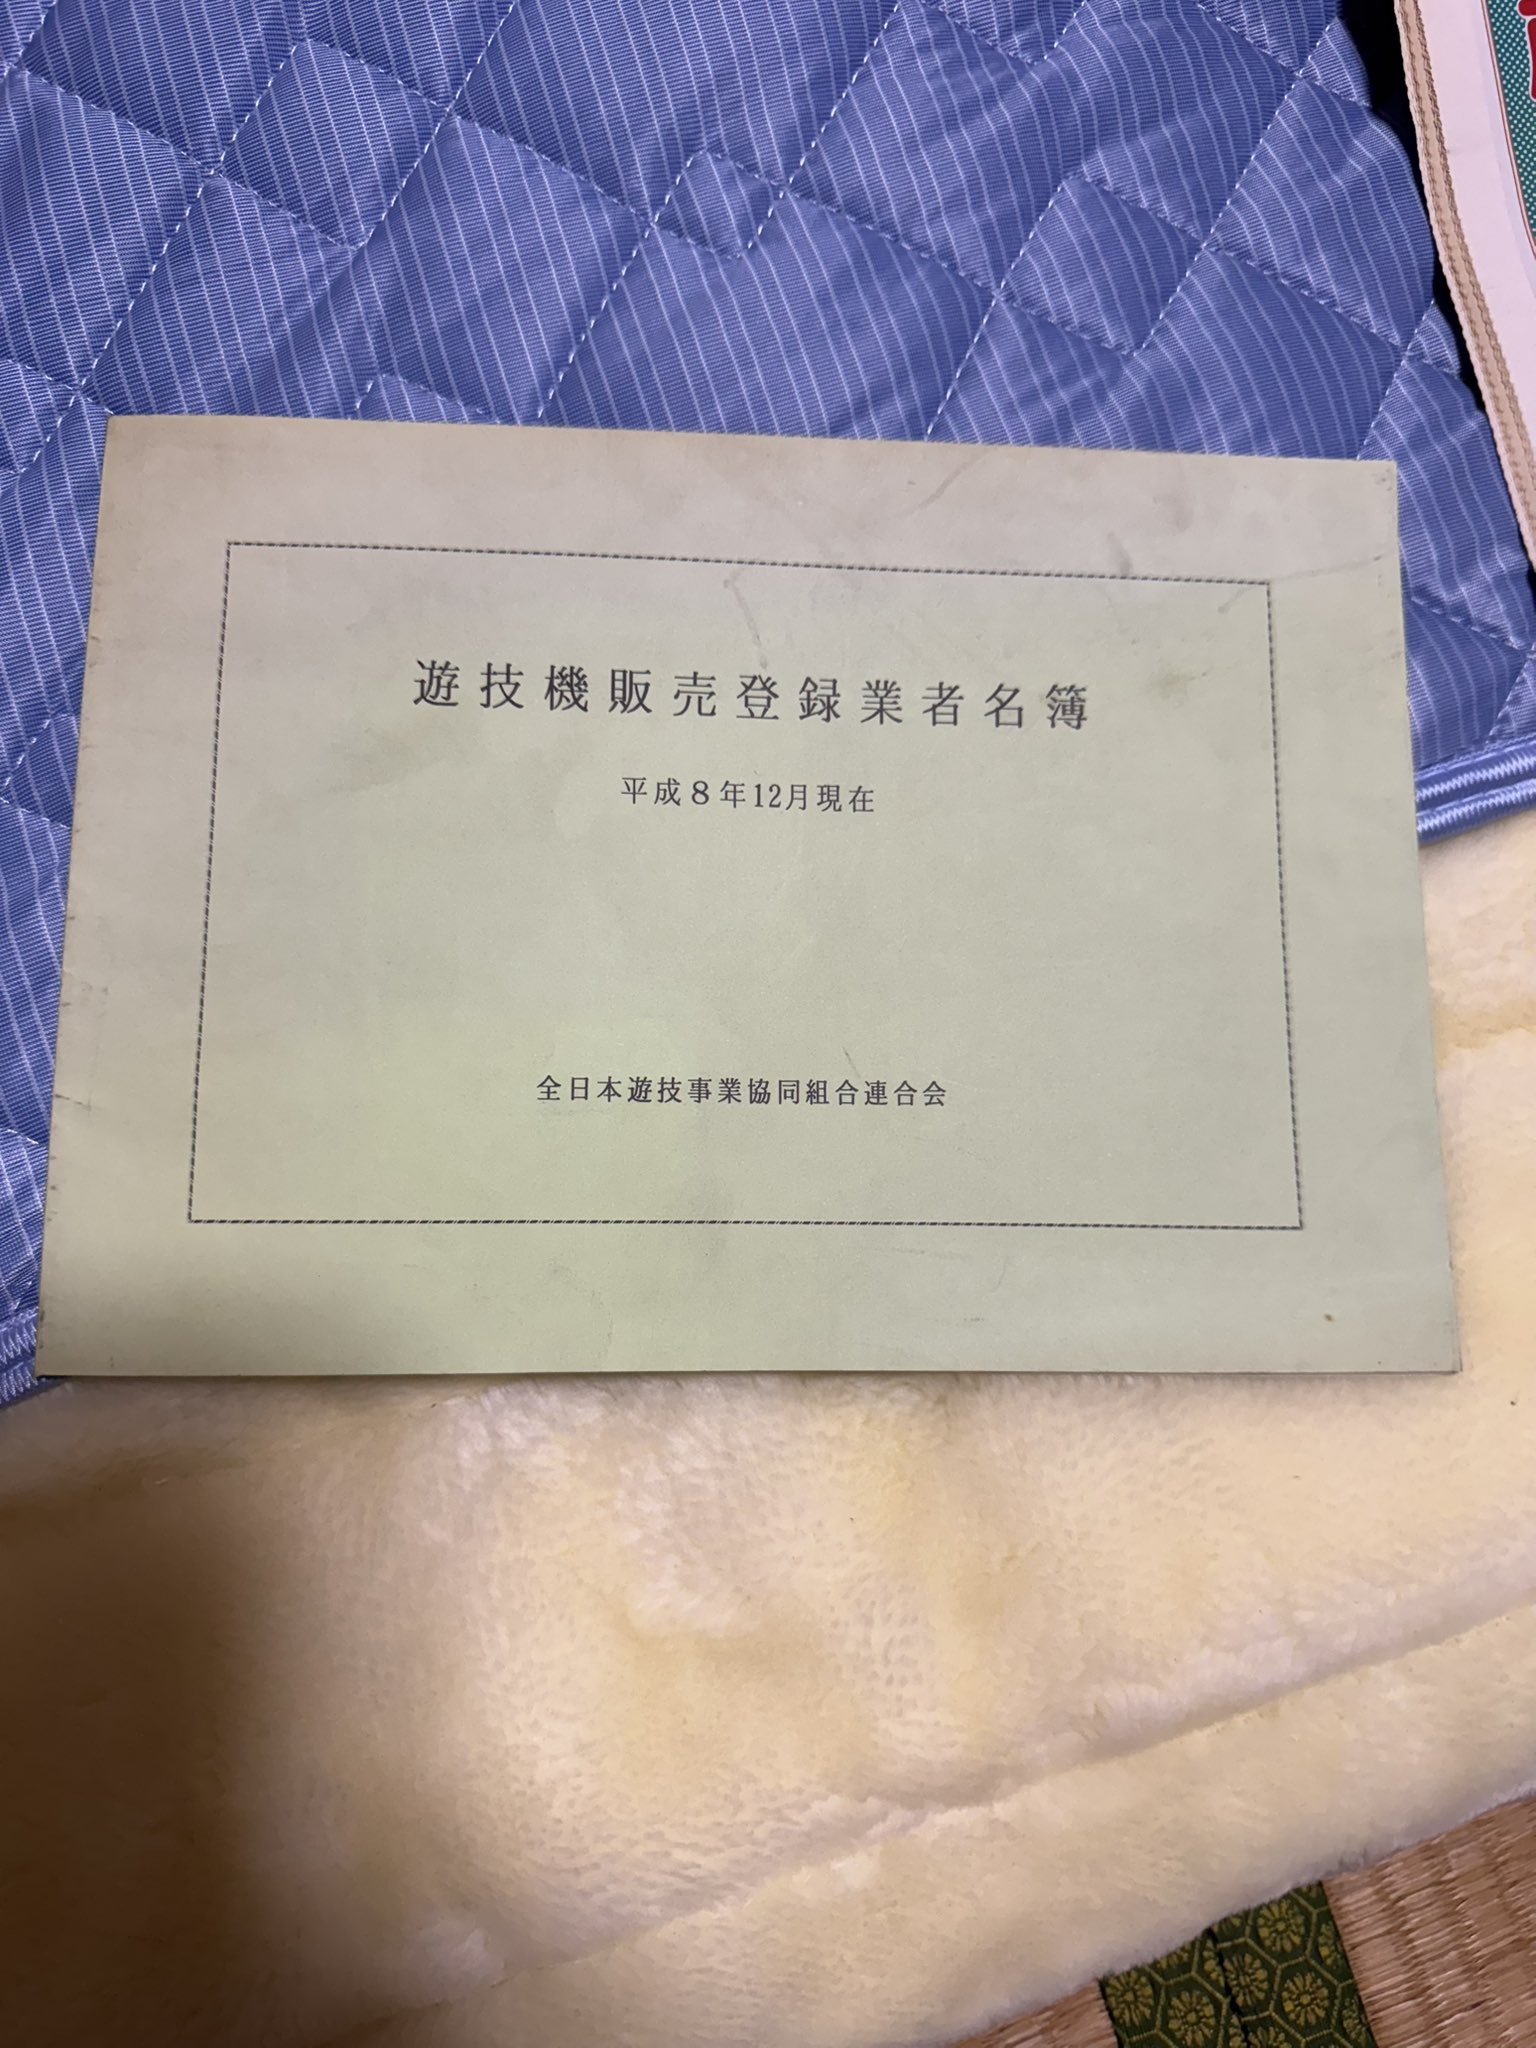 遊技機販売登録業者名簿
平成8年12月現在
全日本遊技事業協同組合連合会